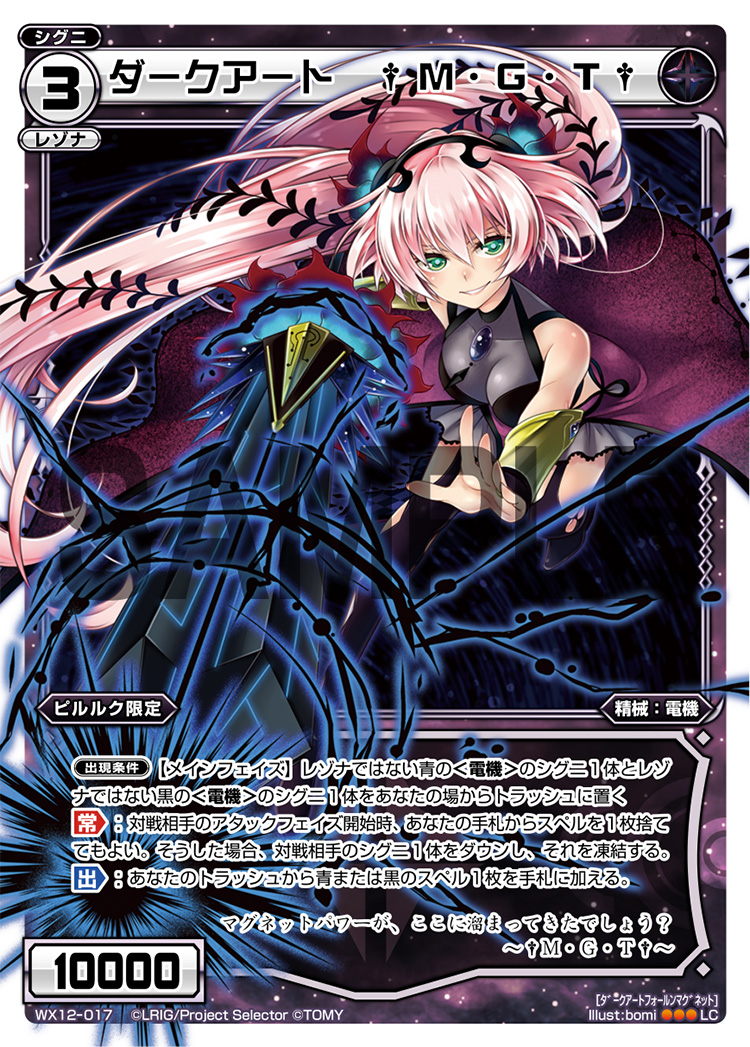 シグニ
3 ダークアート †M・G・T†
レゾナ
SAMPLE
ピルルク限定
精械：電機
出現条件 【メインフェイズ】レゾナではない青の＜電機＞のシグニ１体とレゾ
ナではない黒の＜電機＞のシグニ１体をあなたの場からトラッシュに置く
常：対戦相手のアタックフェイズ開始時、あなたの手札からスペルを１枚捨て
てもよい。そうした場合、対戦相手のシグニ１体をダウンし、それを凍結する。
出：あなたのトラッシュから青または黒のスペル１枚を手札に加える。
マグネットパワーが、ここに溜まってきたでしょう？
～†M・G・T†～
10000
[ﾀﾞｰｸｱｰﾄﾌｫｰﾙﾝﾏｸﾞﾈｯﾄ]
WX12-017 ©LRIG/Project Selector ©TOMY
Illust:bomi LC